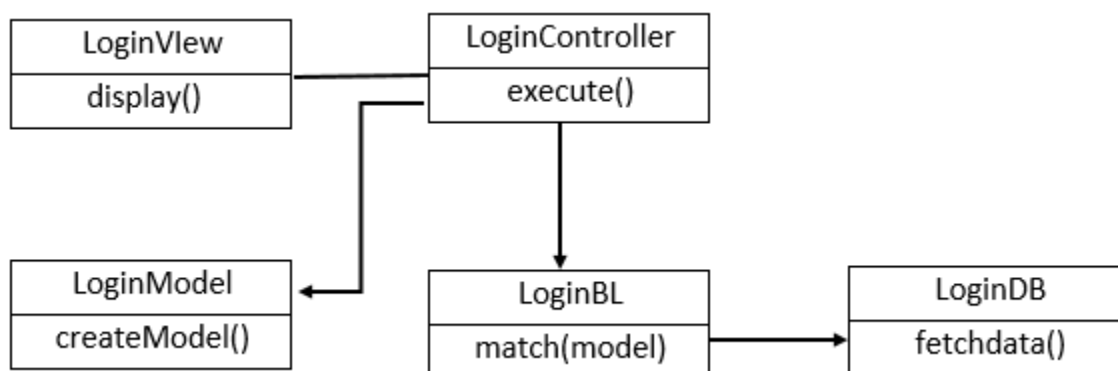 LoginVIew
display()
LoginController
execute()
LoginModel
createModel()
LoginBL
match(model)
LoginDB
fetchdata()